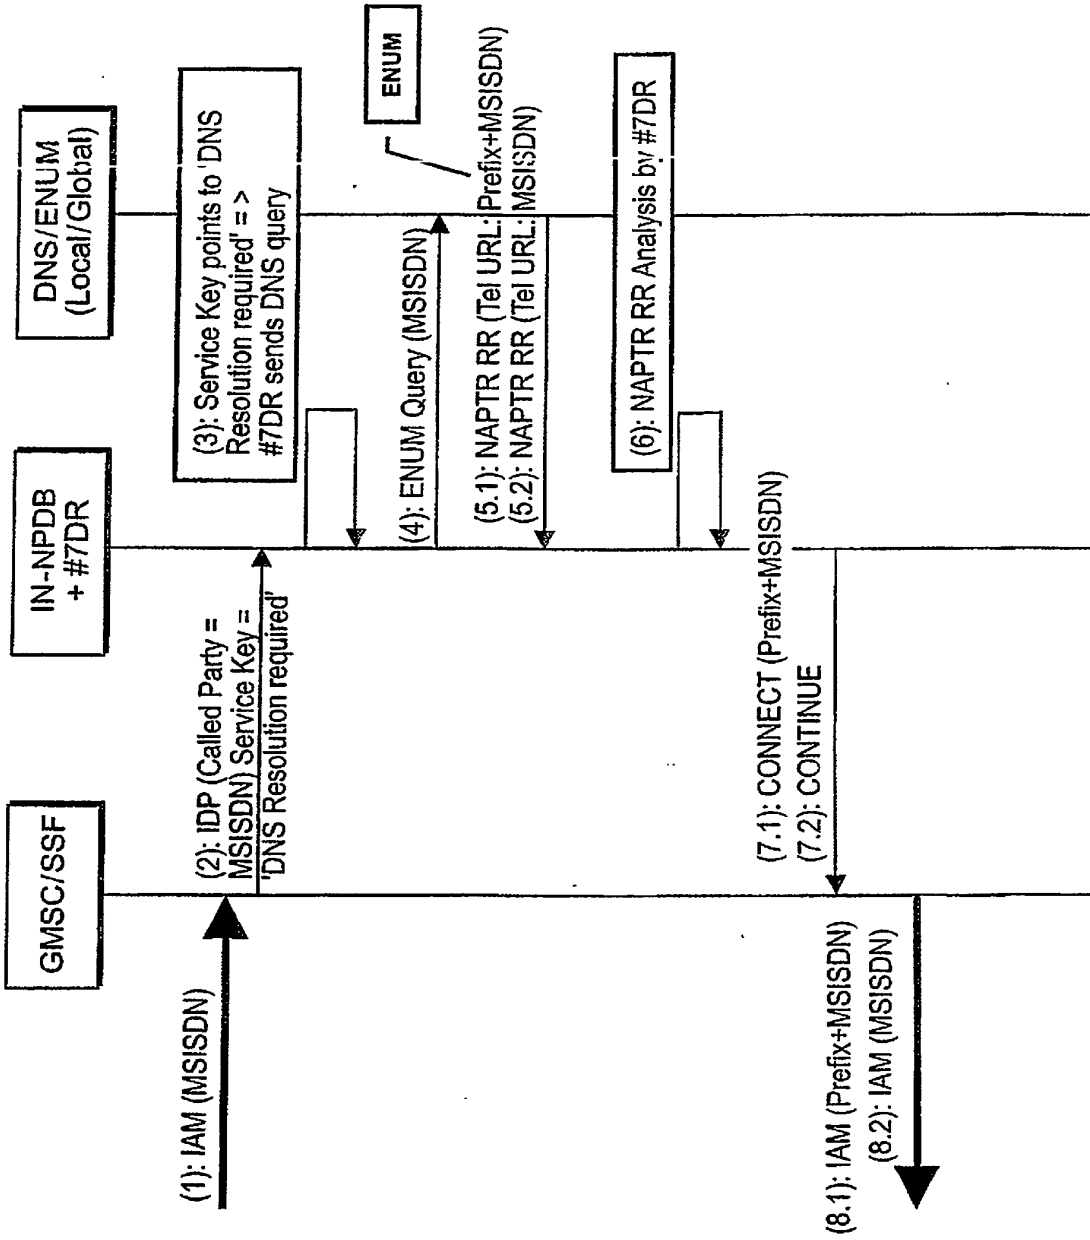 GMSC/SSF
IN-NPDB
+ #7DR
DNS/ENUM
(Local/Global)
(1): IAM (MSISDN)
(2): IDP (Called Party =
MSISDN) Service Key =
'DNS Resolution required'
(3): Service Key points to 'DNS
Resolution required' = >
#7DR sends DNS query
(4): ENUM Query (MSISDN)
ENUM
(5.1): NAPTR RR (Tel URL: Prefix+MSISDN)
(5.2): NAPTR RR (Tel URL: MSISDN)
(6): NAPTR RR Analysis by #7DR
(7.1): CONNECT (Prefix+MSISDN)
(7.2): CONTINUE
(8.1): IAM (Prefix+MSISDN)
(8.2): IAM (MSISDN)